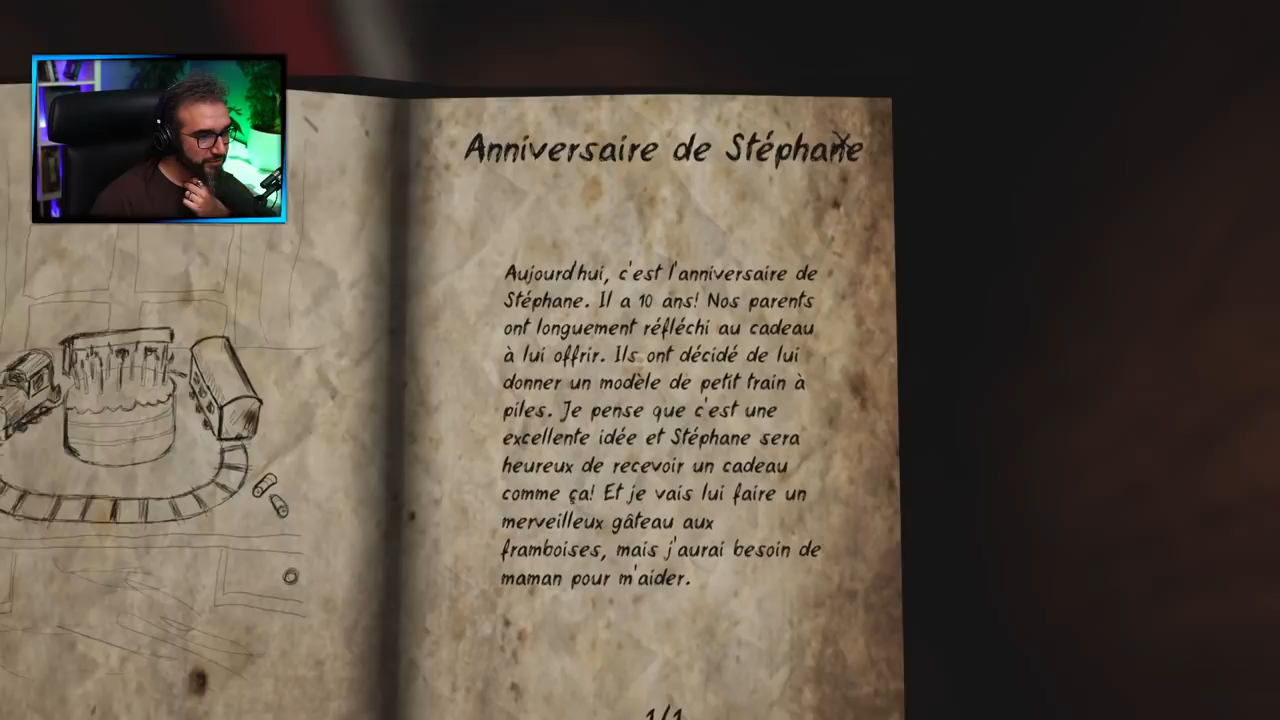 Anniversaire de Stéphane
Aujourd'hui, c'est l'anniversaire de
Stéphane. Il a 10 ans! Nos parents
ont longuement réfléchi au cadeau
à lui offrir. Ils ont décidé de lui
donner un modèle de petit train à
piles. Je pense que c'est une
excellente idée et Stéphane sera
heureux de recevoir un cadeau
comme ça! Et je vais lui faire un
merveilleux gâteau aux
framboises, mais j'aurai besoin de
maman pour m'aider.
1/1